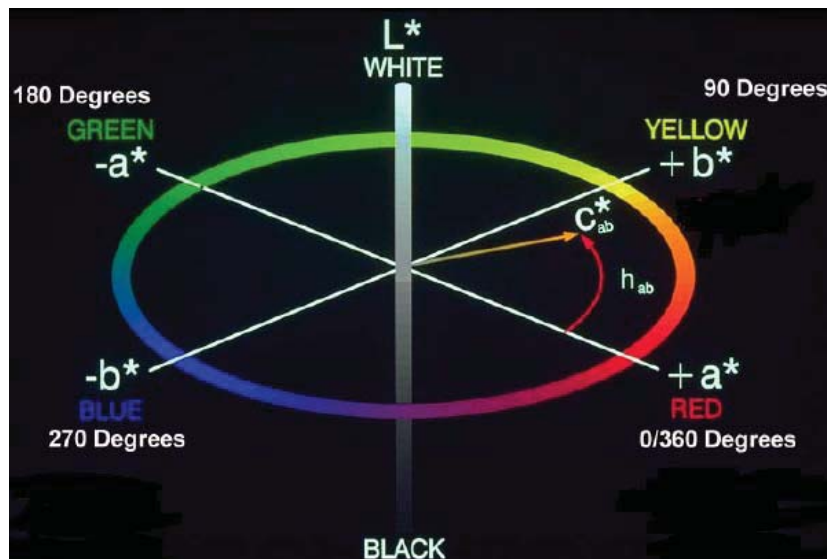 L*
WHITE
180 Degrees
90 Degrees
GREEN
YELLOW
-a*
+b*
C*ab
hab
-b*
+a*
BLUE
RED
270 Degrees
0/360 Degrees
BLACK